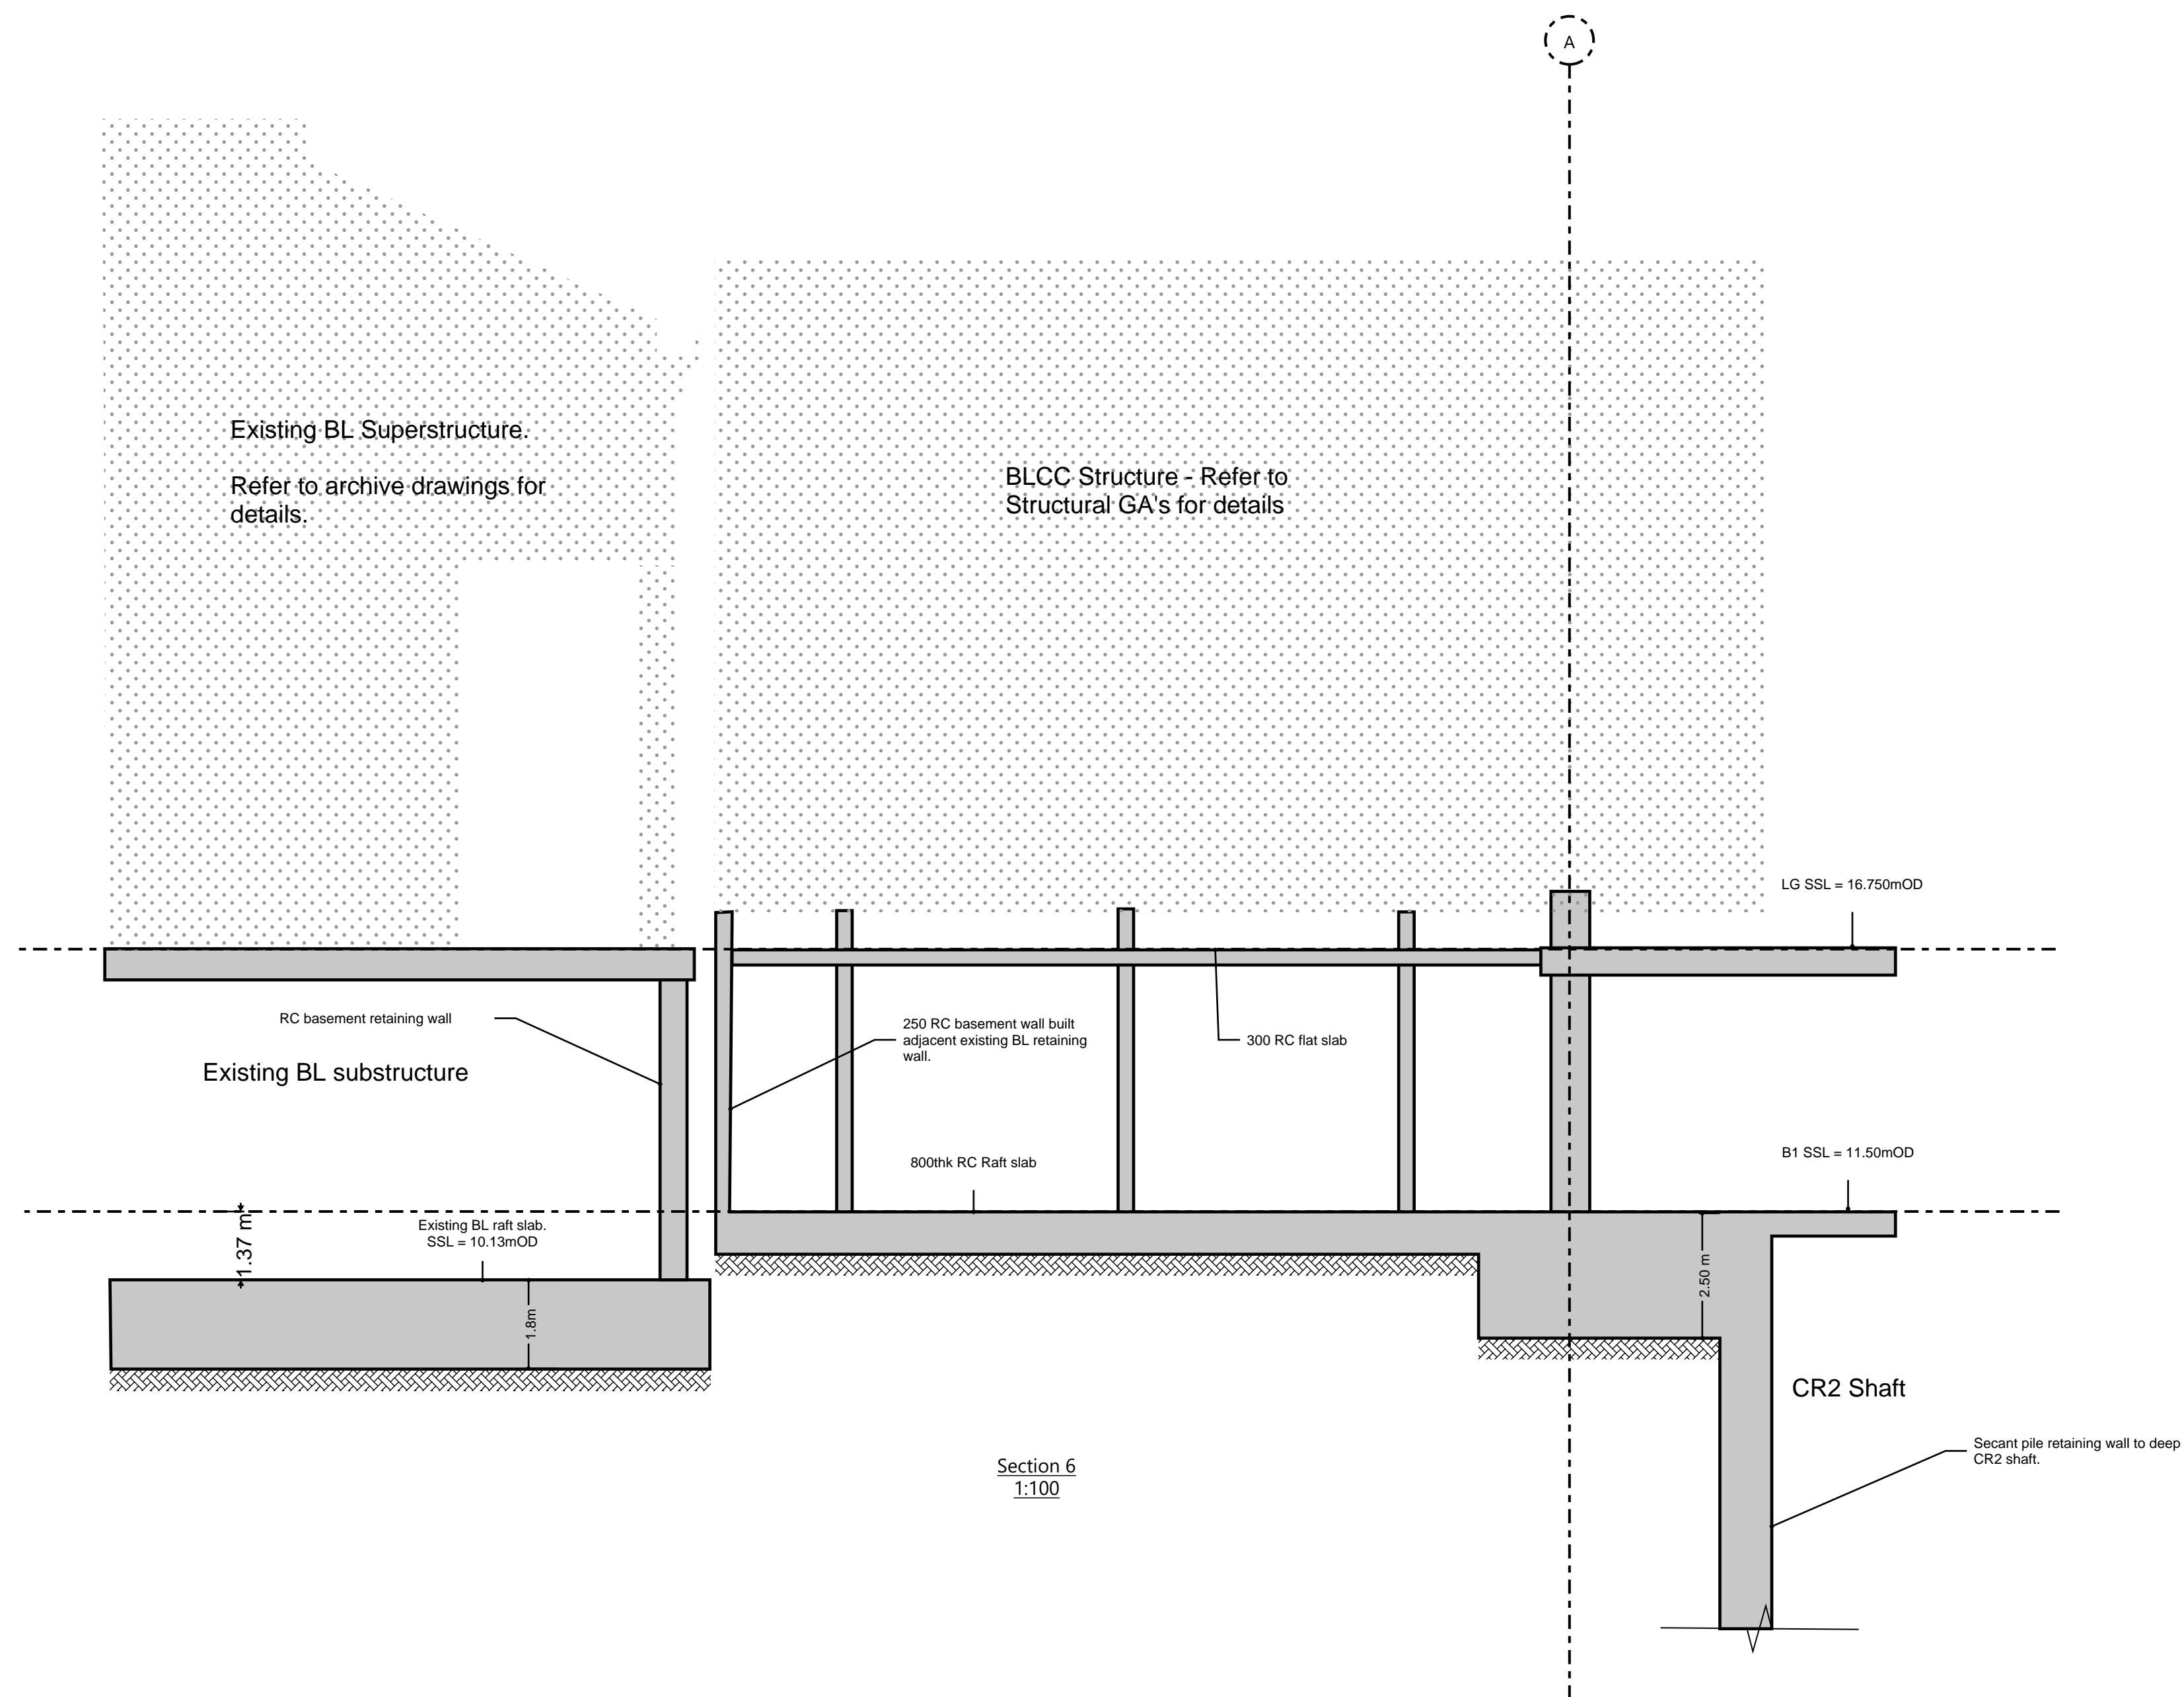 A
Existing BL Superstructure.
Refer to archive drawings for
details.
BLCC Structure - Refer to
Structural GA's for details
LG SSL = 16.750mOD
RC basement retaining wall
250 RC basement wall built
adjacent existing BL retaining
wall.
300 RC flat slab
Existing BL substructure
800thk RC Raft slab
B1 SSL = 11.50mOD
1.37 m
Existing BL raft slab.
SSL = 10.13mOD
1.8m
2.50 m
CR2 Shaft
Secant pile retaining wall to deep
CR2 shaft.
Section 6
1:100